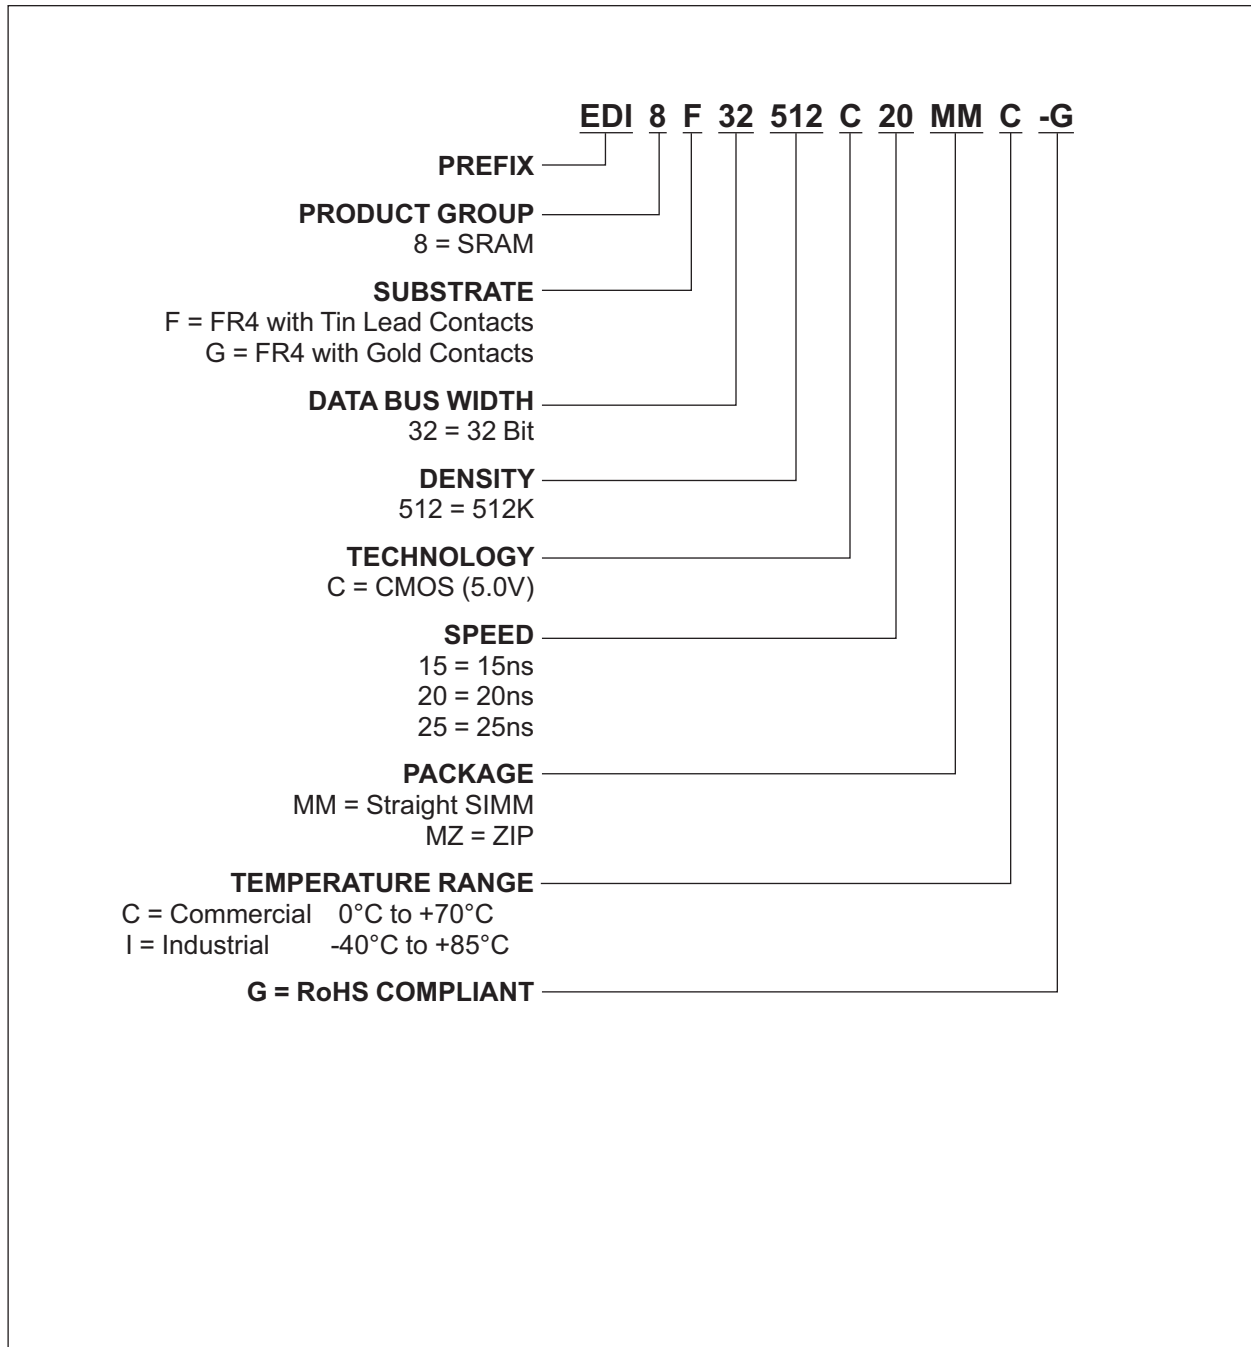 EDI 8 F 32 512 C 20 MM C -G
PREFIX
PRODUCT GROUP
8 = SRAM
SUBSTRATE
F = FR4 with Tin Lead Contacts
G = FR4 with Gold Contacts
DATA BUS WIDTH
32 = 32 Bit
DENSITY
512 = 512K
TECHNOLOGY
C = CMOS (5.0V)
SPEED
15 = 15ns
20 = 20ns
25 = 25ns
PACKAGE
MM = Straight SIMM
MZ = ZIP
TEMPERATURE RANGE
C = Commercial 0°C to +70°C
I = Industrial -40°C to +85°C
G = RoHS COMPLIANT